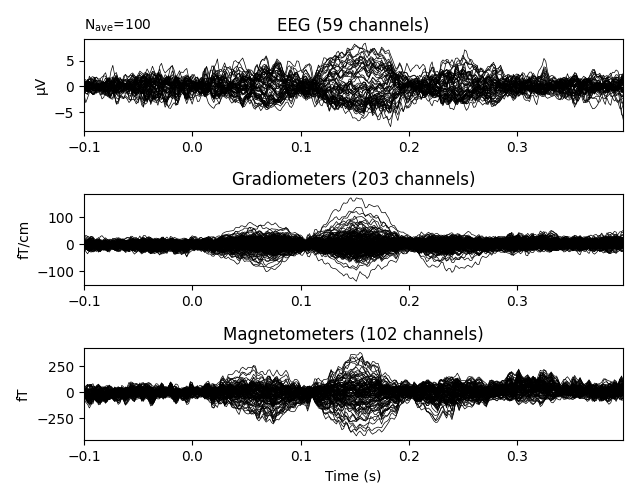 N_ave=100
EEG (59 channels)
5
0
−5
µV
−0.1 0.0 0.1 0.2 0.3
Gradiometers (203 channels)
100
0
−100
fT/cm
−0.1 0.0 0.1 0.2 0.3
Magnetometers (102 channels)
250
0
−250
fT
−0.1 0.0 0.1 0.2 0.3
Time (s)